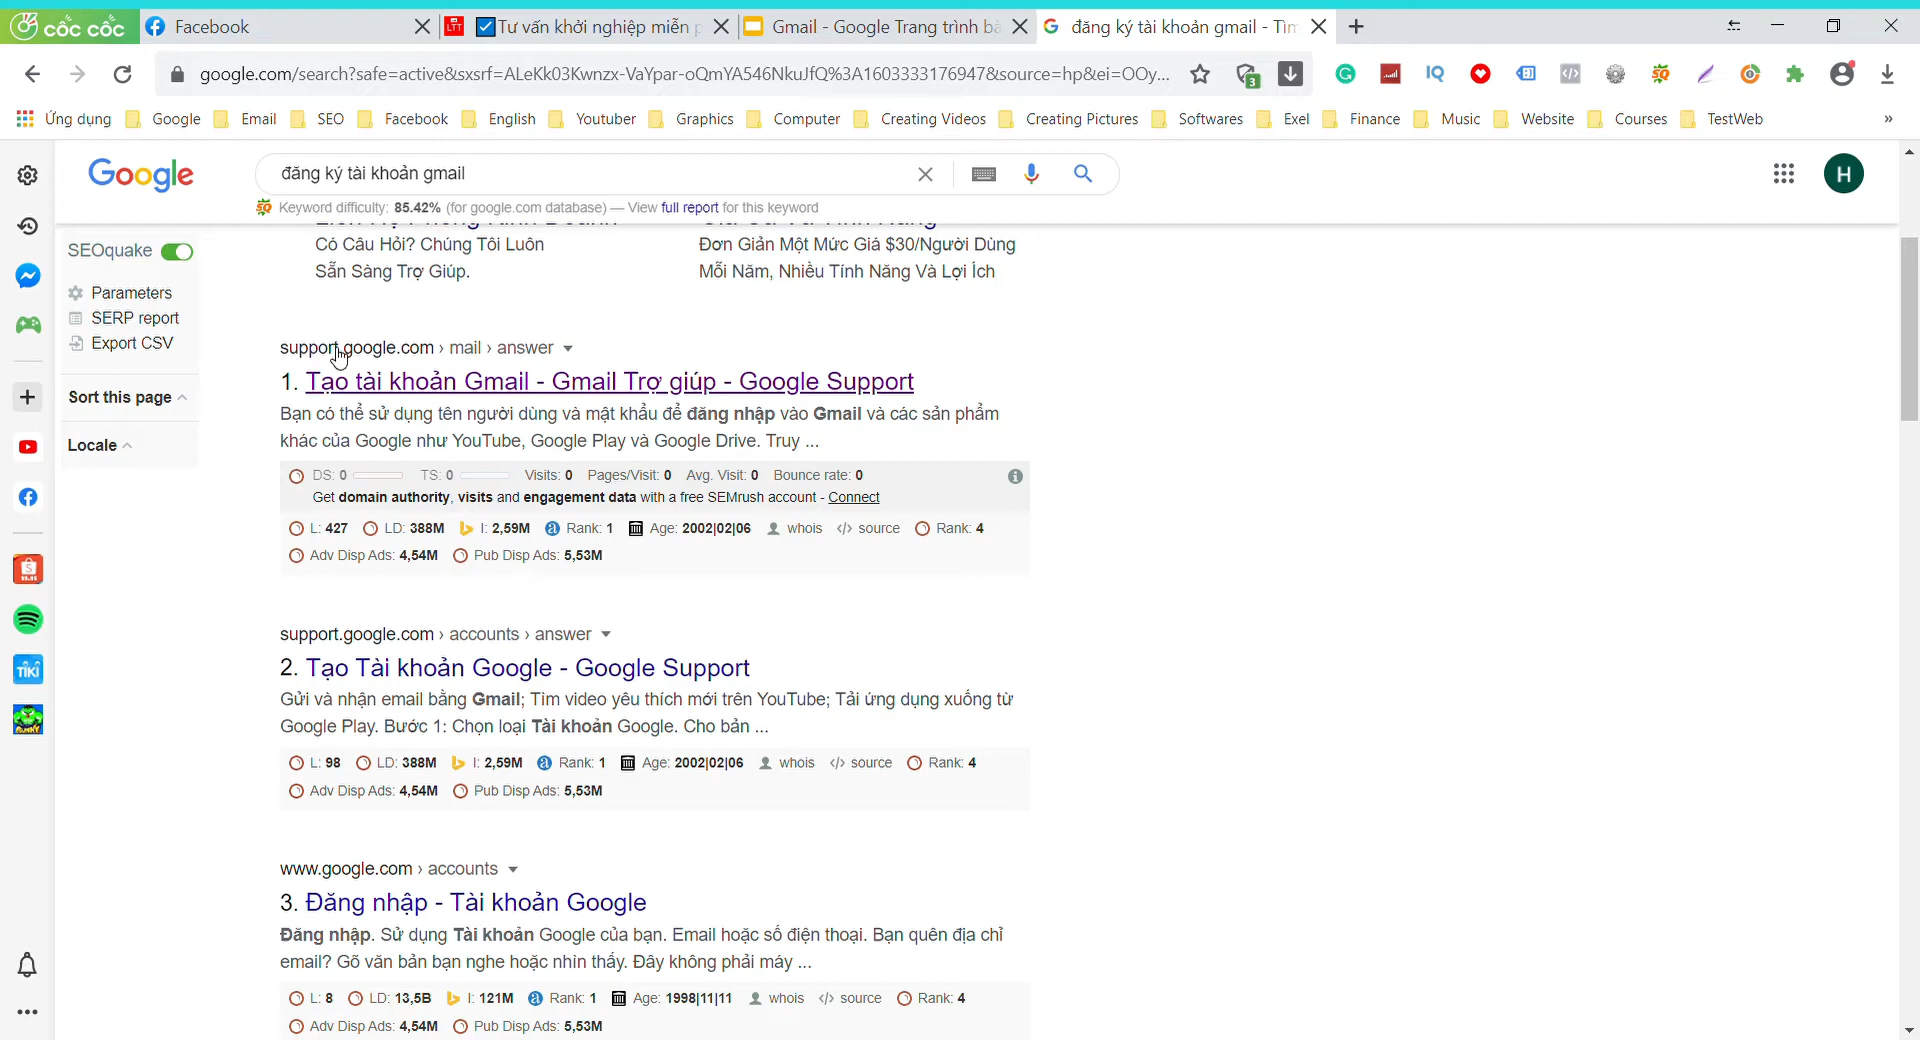 cốc cốc
Facebook
LTT
Tư vấn khởi nghiệp miễn p
Gmail - Google Trang trình bà
đăng ký tài khoản gmail - Tìm
google.com/search?safe=active&sxsrf=ALeKk03Kwnzx-VaYpar-oQmYA546NkuJfQ%3A1603333176947&source=hp&ei=OOy...
3
IQ
Ứng dụng
Google
Email
SEO
Facebook
English
Youtuber
Graphics
Computer
Creating Videos
Creating Pictures
Softwares
Exel
Finance
Music
Website
Courses
TestWeb
»
Google
đăng ký tài khoản gmail
H
Keyword difficulty: 85.42% (for google.com database) — View full report for this keyword
SEOquake
Parameters
SERP report
Export CSV
Sort this page
Locale
TIKI
Có Câu Hỏi? Chúng Tôi Luôn
Sẵn Sàng Trợ Giúp.
Đơn Giản Một Mức Giá $30/Người Dùng
Mỗi Năm, Nhiều Tính Năng Và Lợi Ích
support.google.com › mail › answer
1. Tạo tài khoản Gmail - Gmail Trợ giúp - Google Support
Bạn có thể sử dụng tên người dùng và mật khẩu để đăng nhập vào Gmail và các sản phẩm
khác của Google như YouTube, Google Play và Google Drive. Truy ...
DS: 0 TS: 0 Visits: 0 Pages/Visit: 0 Avg. Visit: 0 Bounce rate: 0
Get domain authority, visits and engagement data with a free SEMrush account - Connect
L: 427 LD: 388M I: 2,59M Rank: 1 Age: 2002|02|06 whois </> source Rank: 4
Adv Disp Ads: 4,54M Pub Disp Ads: 5,53M
support.google.com › accounts › answer
2. Tạo Tài khoản Google - Google Support
Gửi và nhận email bằng Gmail; Tìm video yêu thích mới trên YouTube; Tải ứng dụng xuống từ
Google Play. Bước 1: Chọn loại Tài khoản Google. Cho bản ...
L: 98 LD: 388M I: 2,59M Rank: 1 Age: 2002|02|06 whois </> source Rank: 4
Adv Disp Ads: 4,54M Pub Disp Ads: 5,53M
www.google.com › accounts
3. Đăng nhập - Tài khoản Google
Đăng nhập. Sử dụng Tài khoản Google của bạn. Email hoặc số điện thoại. Bạn quên địa chỉ
email? Gõ văn bản bạn nghe hoặc nhìn thấy. Đây không phải máy ...
L: 8 LD: 13,5B I: 121M Rank: 1 Age: 1998|11|11 whois </> source Rank: 4
Adv Disp Ads: 4,54M Pub Disp Ads: 5,53M